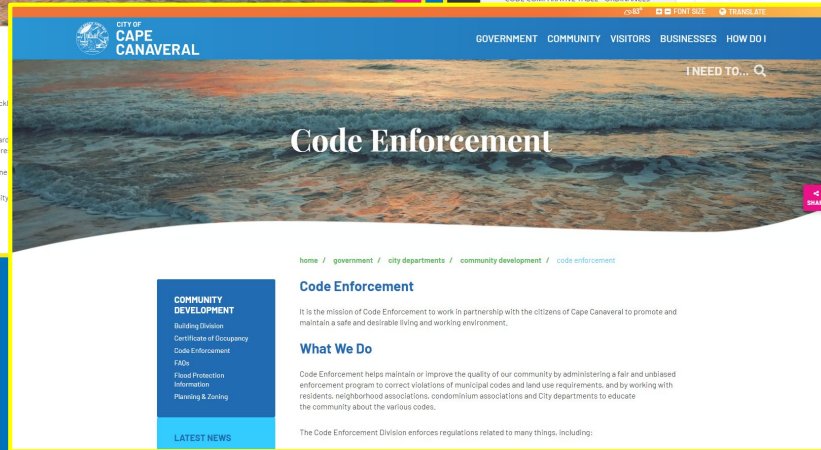 CODE COMPARATIVE TABLE - ORDINANCES
83°
FONT SIZE
TRANSLATE
CITY OF
CAPE
CANAVERAL
GOVERNMENT COMMUNITY VISITORS BUSINESSES HOW DO I
I NEED TO...
Code Enforcement
SHAR
home / government / city departments / community development / code enforcement
COMMUNITY
DEVELOPMENT
Building Division
Certificate of Occupancy
Code Enforcement
FAQs
Flood Protection
Information
Planning & Zoning
LATEST NEWS
Code Enforcement
It is the mission of Code Enforcement to work in partnership with the citizens of Cape Canaveral to promote and
maintain a safe and desirable living and working environment.
What We Do
Code Enforcement helps maintain or improve the quality of our community by administering a fair and unbiased
enforcement program to correct violations of municipal codes and land use requirements, and by working with
residents, neighborhood associations, condominium associations and City departments to educate
the community about the various codes.
The Code Enforcement Division enforces regulations related to many things, including: